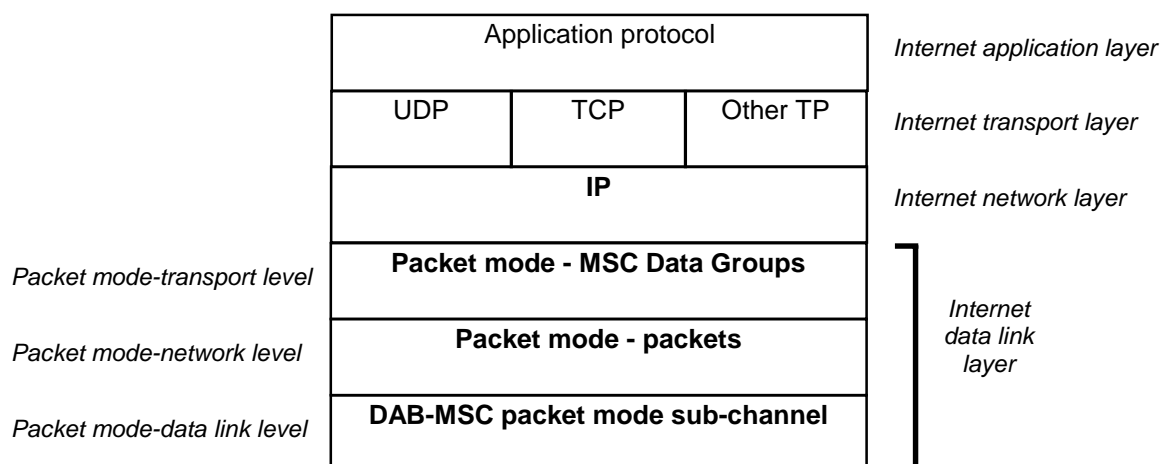 Application protocol
Internet application layer
UDP TCP Other TP
Internet transport layer
IP
Internet network layer
Packet mode-transport level
Packet mode - MSC Data Groups
Packet mode-network level
Packet mode - packets
Internet
data link
layer
Packet mode-data link level
DAB-MSC packet mode sub-channel